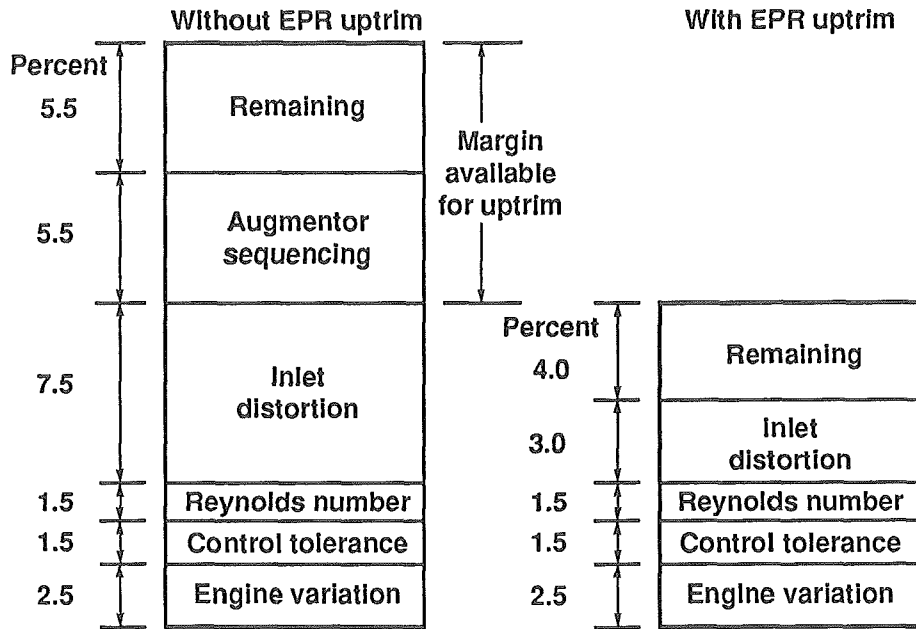 Without EPR uptrim
Percent
5.5
Remaining
5.5
Augmentor
sequencing
Margin
available
for uptrim
7.5
Inlet
distortion
1.5
Reynolds number
1.5
Control tolerance
2.5
Engine variation
With EPR uptrim
Percent
4.0
Remaining
3.0
Inlet
distortion
1.5
Reynolds number
1.5
Control tolerance
2.5
Engine variation